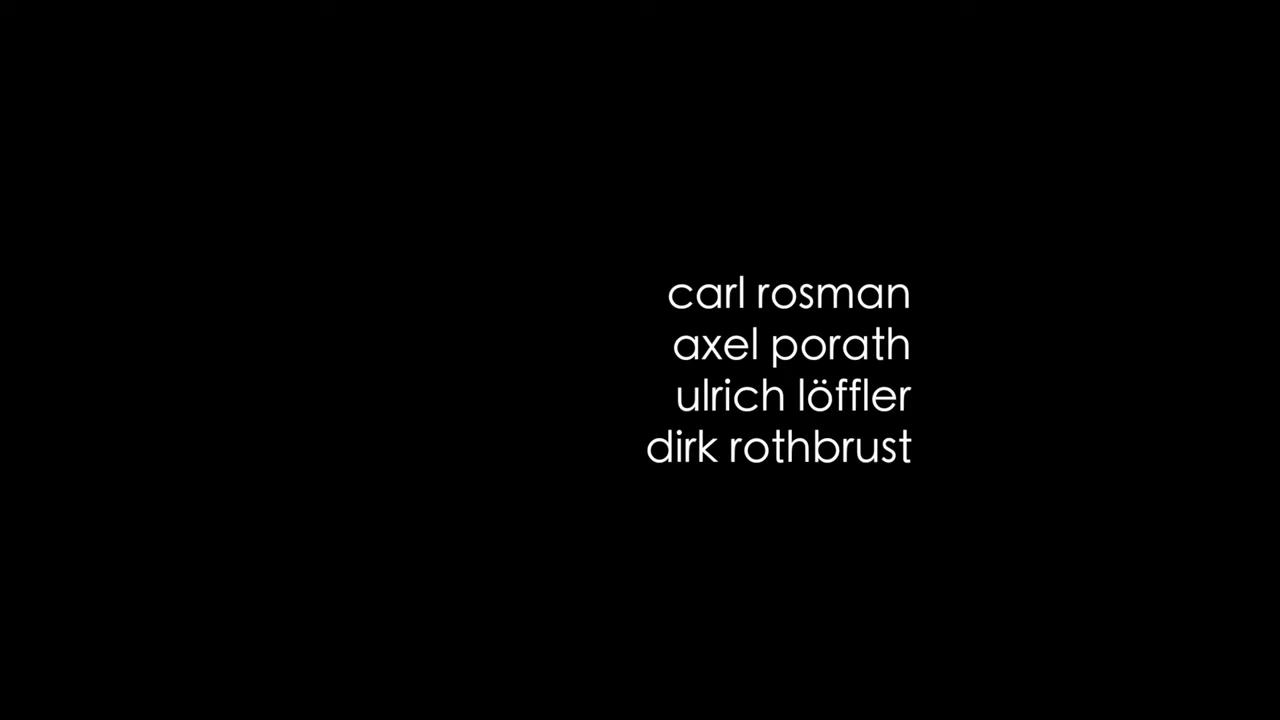 carl rosman
axel porath
ulrich löffler
dirk rothbrust